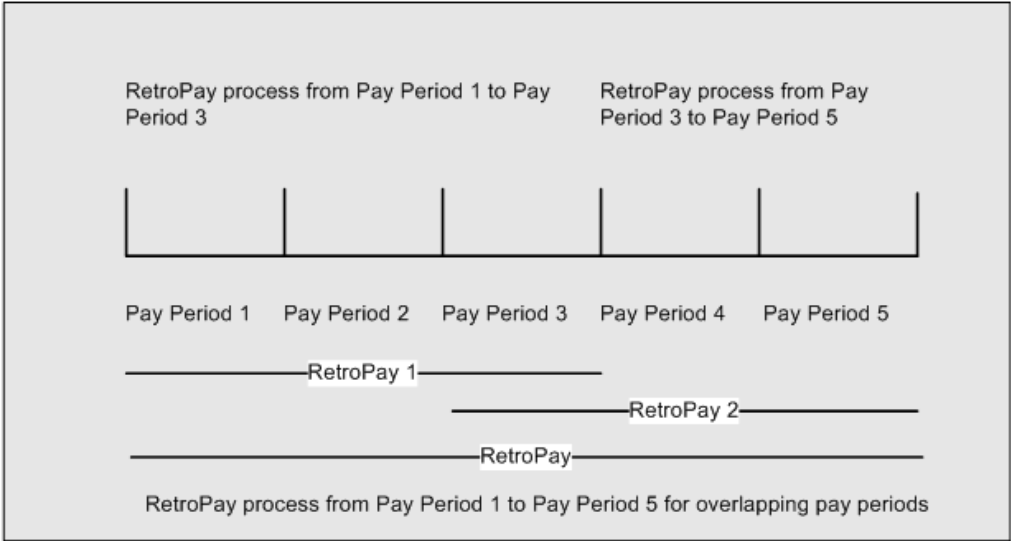 RetroPay process from Pay Period 1 to Pay
Period 3
RetroPay process from Pay
Period 3 to Pay Period 5
Pay Period 1
Pay Period 2
Pay Period 3
Pay Period 4
Pay Period 5
RetroPay 1
RetroPay 2
RetroPay
RetroPay process from Pay Period 1 to Pay Period 5 for overlapping pay periods